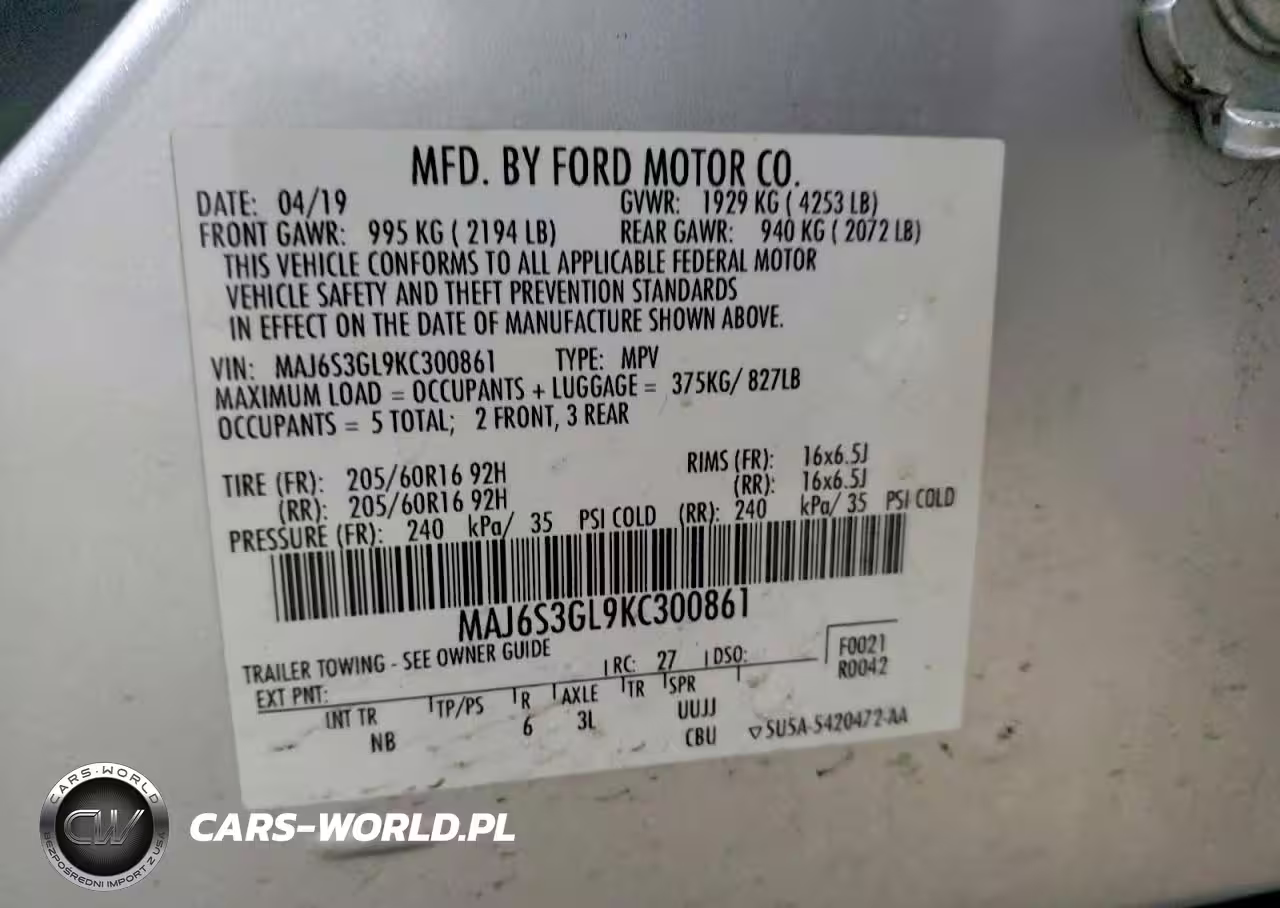 MFD. BY FORD MOTOR CO.
DATE: 04/19 GVWR: 1929 KG ( 4253 LB)
FRONT GAWR: 995 KG ( 2194 LB) REAR GAWR: 940 KG ( 2072 LB)
THIS VEHICLE CONFORMS TO ALL APPLICABLE FEDERAL MOTOR
VEHICLE SAFETY AND THEFT PREVENTION STANDARDS
IN EFFECT ON THE DATE OF MANUFACTURE SHOWN ABOVE.
VIN: MAJ6S3GL9KC300861 TYPE: MPV
MAXIMUM LOAD = OCCUPANTS + LUGGAGE = 375KG/ 827LB
OCCUPANTS = 5 TOTAL; 2 FRONT, 3 REAR
TIRE (FR): 205/60R16 92H RIMS (FR): 16x6.5J
(RR): 205/60R16 92H (RR): 16x6.5J
PRESSURE (FR): 240 kPa/ 35 PSI COLD (RR): 240 kPa/ 35 PSI COLD
MAJ6S3GL9KC300861
TRAILER TOWING - SEE OWNER GUIDE
RC: 27 DSO: F0021
R0042
EXT PNT:
INT TR TP/PS R AXLE TR SPR
NB 6 3L UUJJ
CBU SU5A-5420472-AA
CARS-WORLD
CW
BEZPOŚREDNI IMPORT Z USA
CARS-WORLD.PL